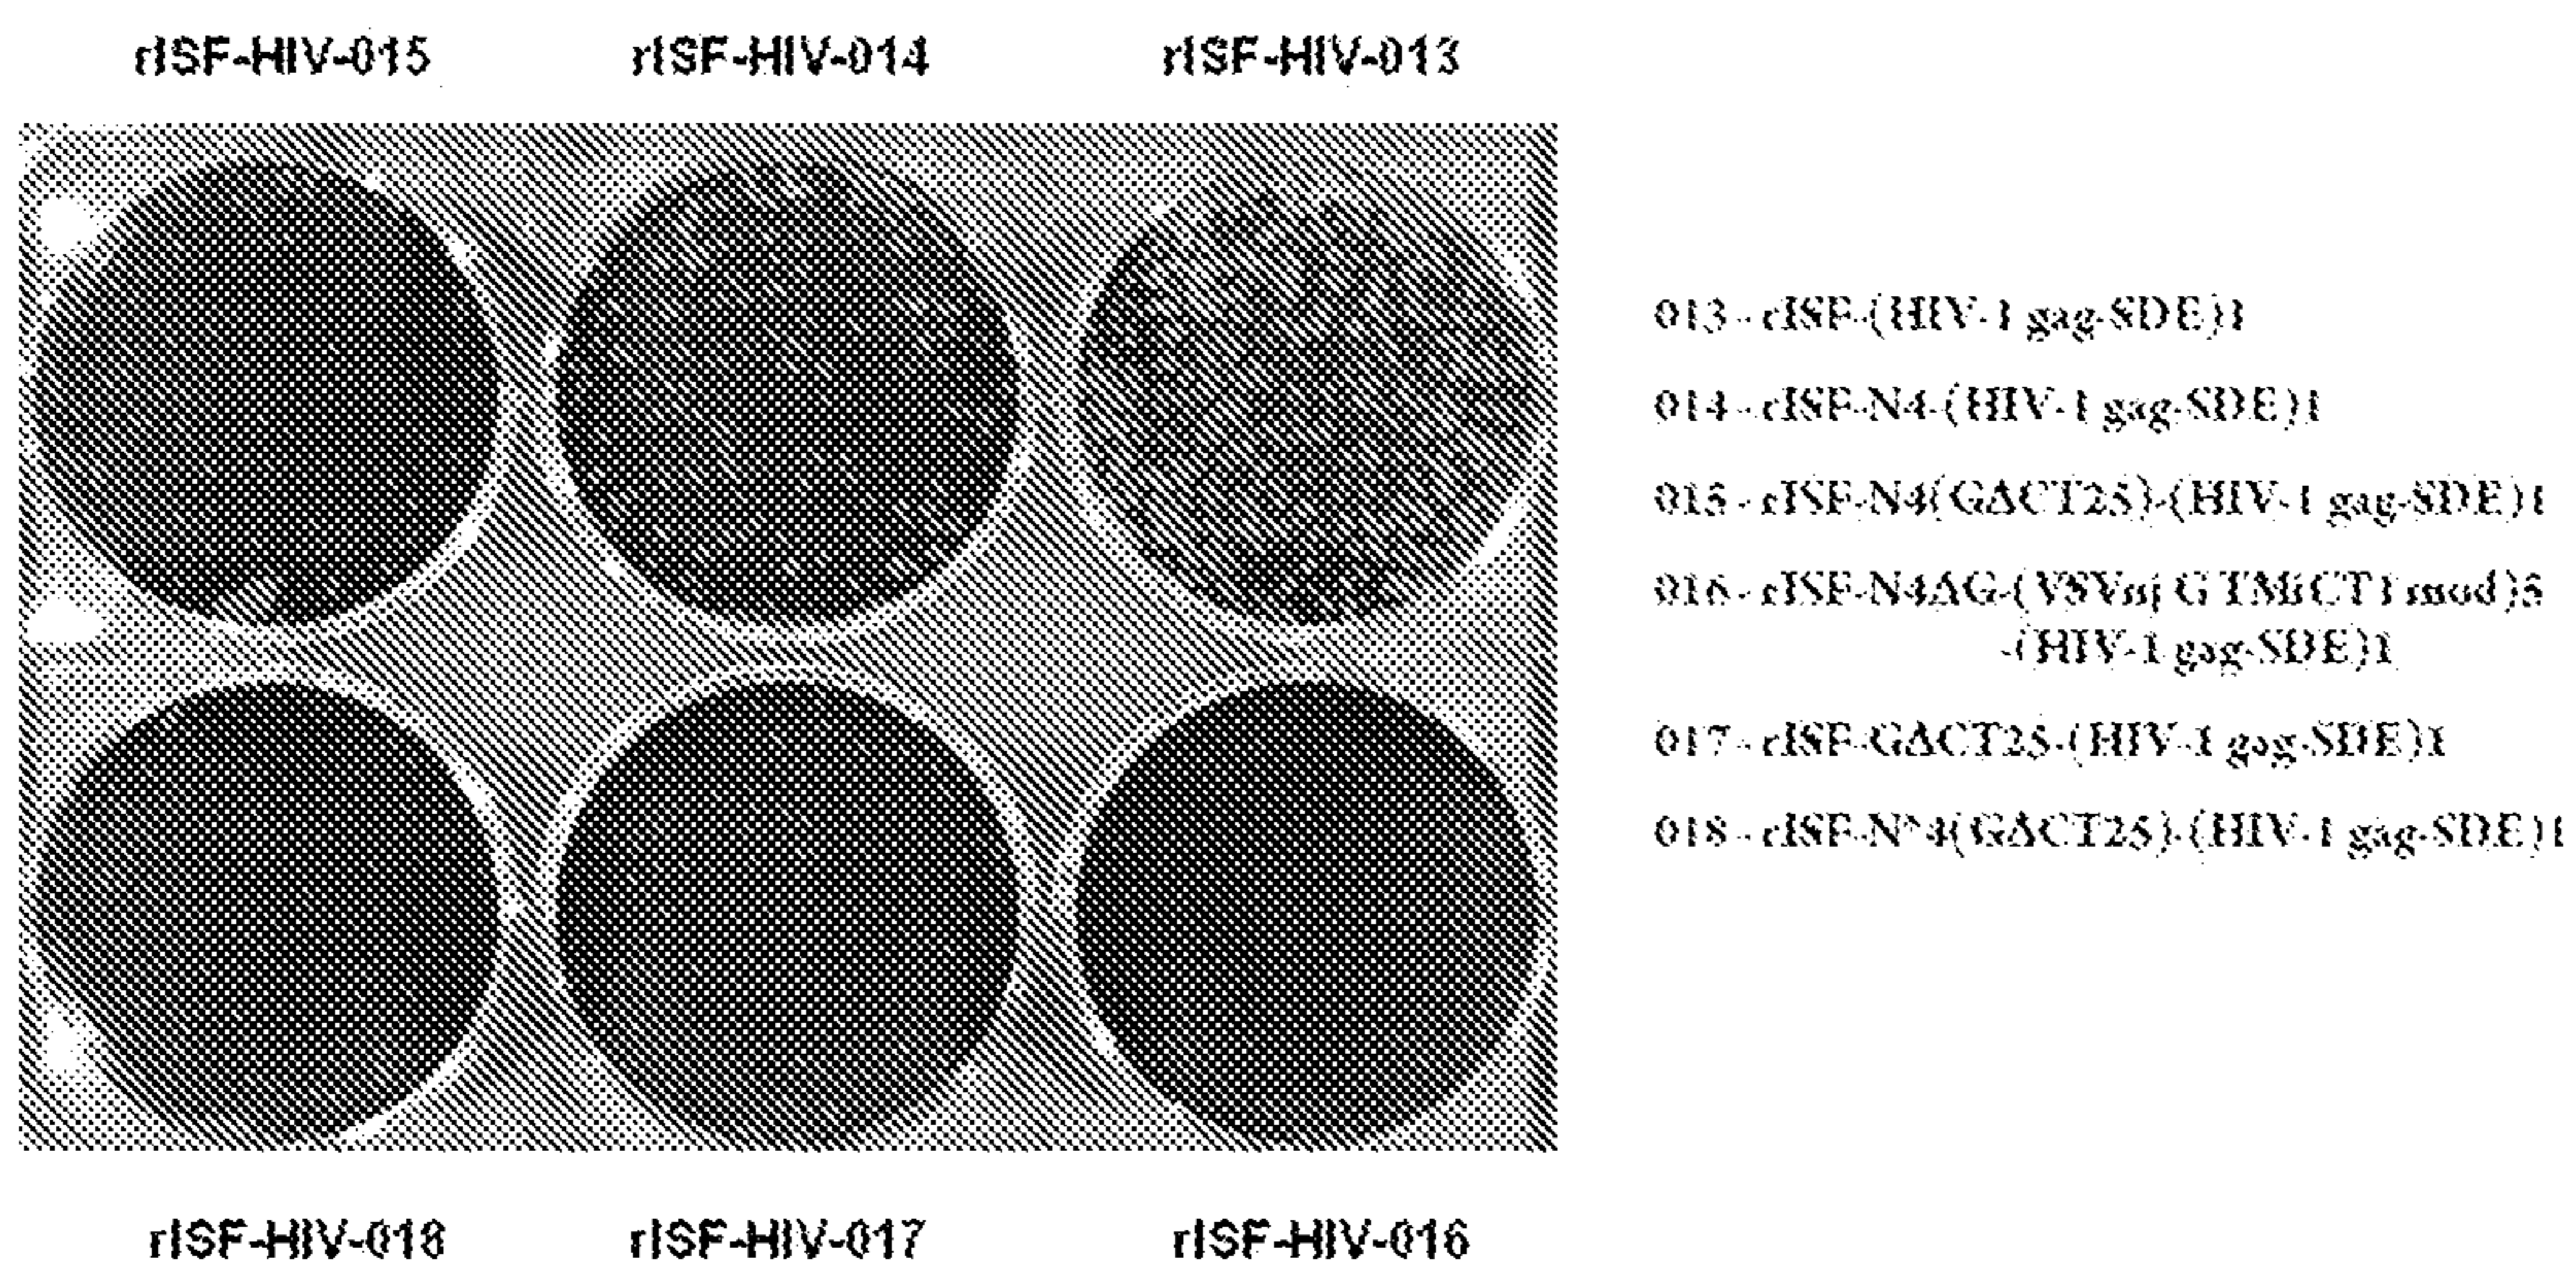 rISF-HIV-015
rISF-HIV-014
rISF-HIV-013
013 - rISF-(HIV-1 gag-SDE)1
014 - rISF-N4-(HIV-1 gag-SDE)1
015 - rISF-N4(GΔCT25)-(HIV-1 gag-SDE)1
016 - rISF-N4ΔG-(VSVnj G TMiiCT1 mod)5
-(HIV-1 gag-SDE)1
017 - rISF-GΔCT25-(HIV-1 gag-SDE)1
018 - rISF-N*4(GΔCT25)-(HIV-1 gag-SDE)1
rISF-HIV-018
rISF-HIV-017
rISF-HIV-016